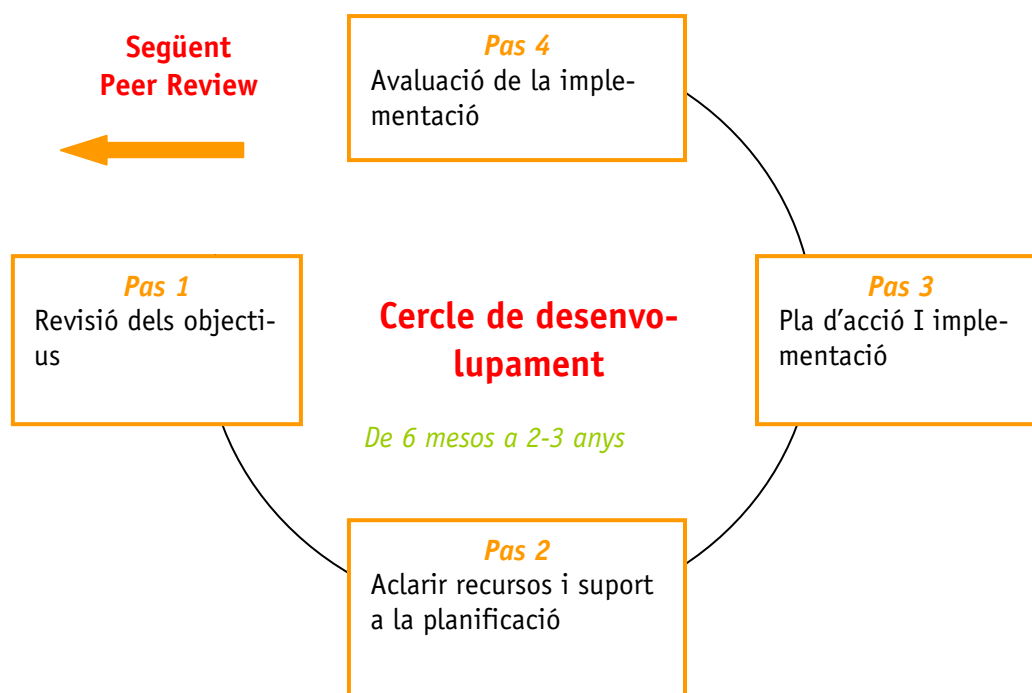 Següent
Peer Review
Pas 4
Avaluació de la imple-
mentació
Pas 1
Revisió dels objecti-
us
Cercle de desenvo-
lupament
De 6 mesos a 2-3 anys
Pas 3
Pla d'acció I imple-
mentació
Pas 2
Aclarir recursos i suport
a la planificació